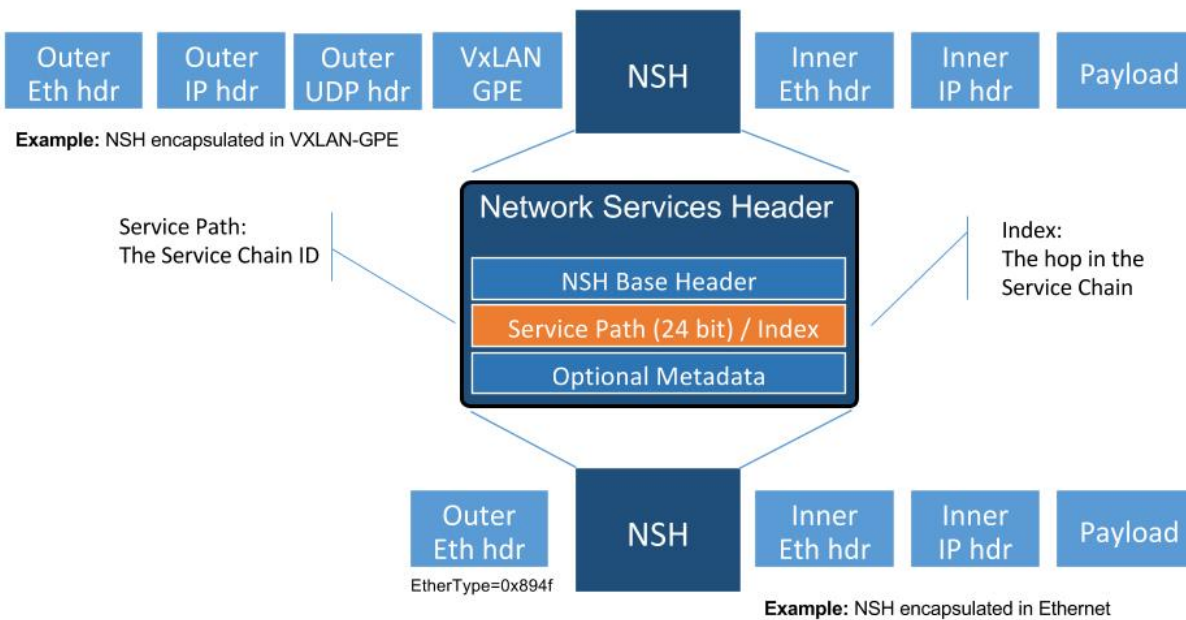 Outer
Eth hdr
Outer
IP hdr
Outer
UDP hdr
VxLAN
GPE
NSH
Inner
Eth hdr
Inner
IP hdr
Payload
Example: NSH encapsulated in VXLAN-GPE
Service Path:
The Service Chain ID
Network Services Header
NSH Base Header
Service Path (24 bit) / Index
Optional Metadata
Index:
The hop in the
Service Chain
Outer
Eth hdr
EtherType=0x894f
NSH
Inner
Eth hdr
Inner
IP hdr
Payload
Example: NSH encapsulated in Ethernet